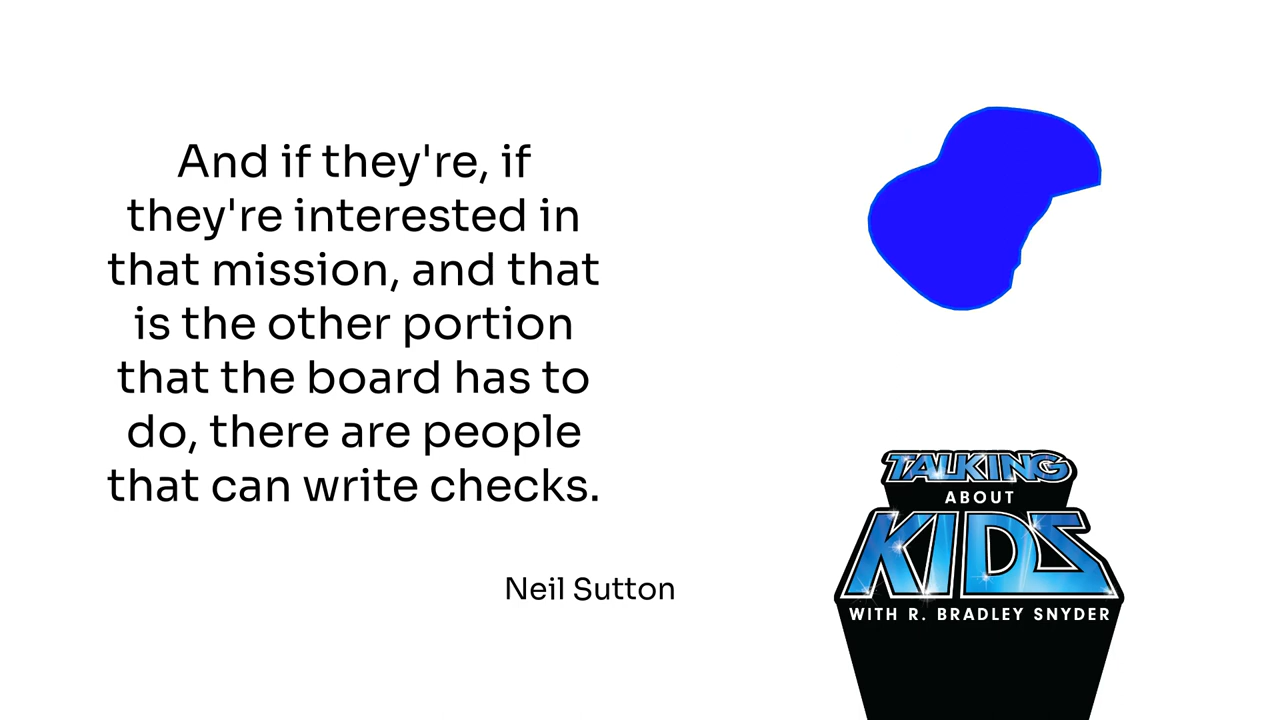 And if they're, if
they're interested in
that mission, and that
is the other portion
that the board has to
do, there are people
that can write checks.
Neil Sutton
TALKING
ABOUT
KIDS
WITH R. BRADLEY SNYDER